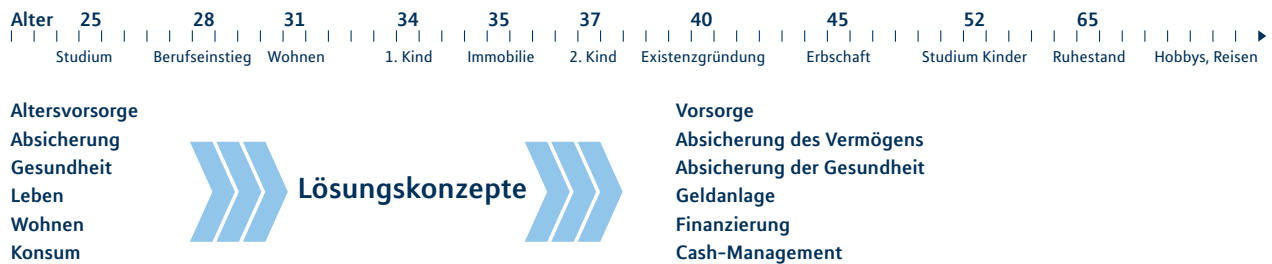 Alter 25 28 31 34 35 37 40 45 52 65
Studium Berufseinstieg Wohnen 1. Kind Immobilie 2. Kind Existenzgründung Erbschaft Studium Kinder Ruhestand Hobbys, Reisen
Altersvorsorge
Absicherung
Gesundheit
Leben
Wohnen
Konsum
Lösungskonzepte
Vorsorge
Absicherung des Vermögens
Absicherung der Gesundheit
Geldanlage
Finanzierung
Cash-Management